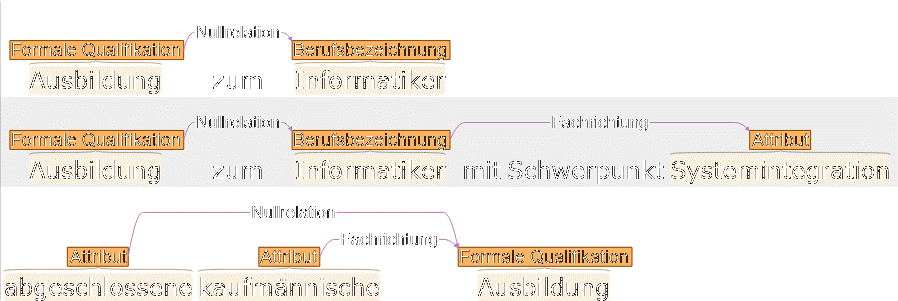 Nullrelation
Formale Qualifikation Berufsbezeichnung
Ausbildung zum Informatiker
Nullrelation Fachrichtung
Formale Qualifikation Berufsbezeichnung Attribut
Ausbildung zum Informatiker mit Schwerpunkt Systemintegration
Nullrelation
Fachrichtung
Attribut Attribut Formale Qualifikation
abgeschlossene kaufmännische Ausbildung